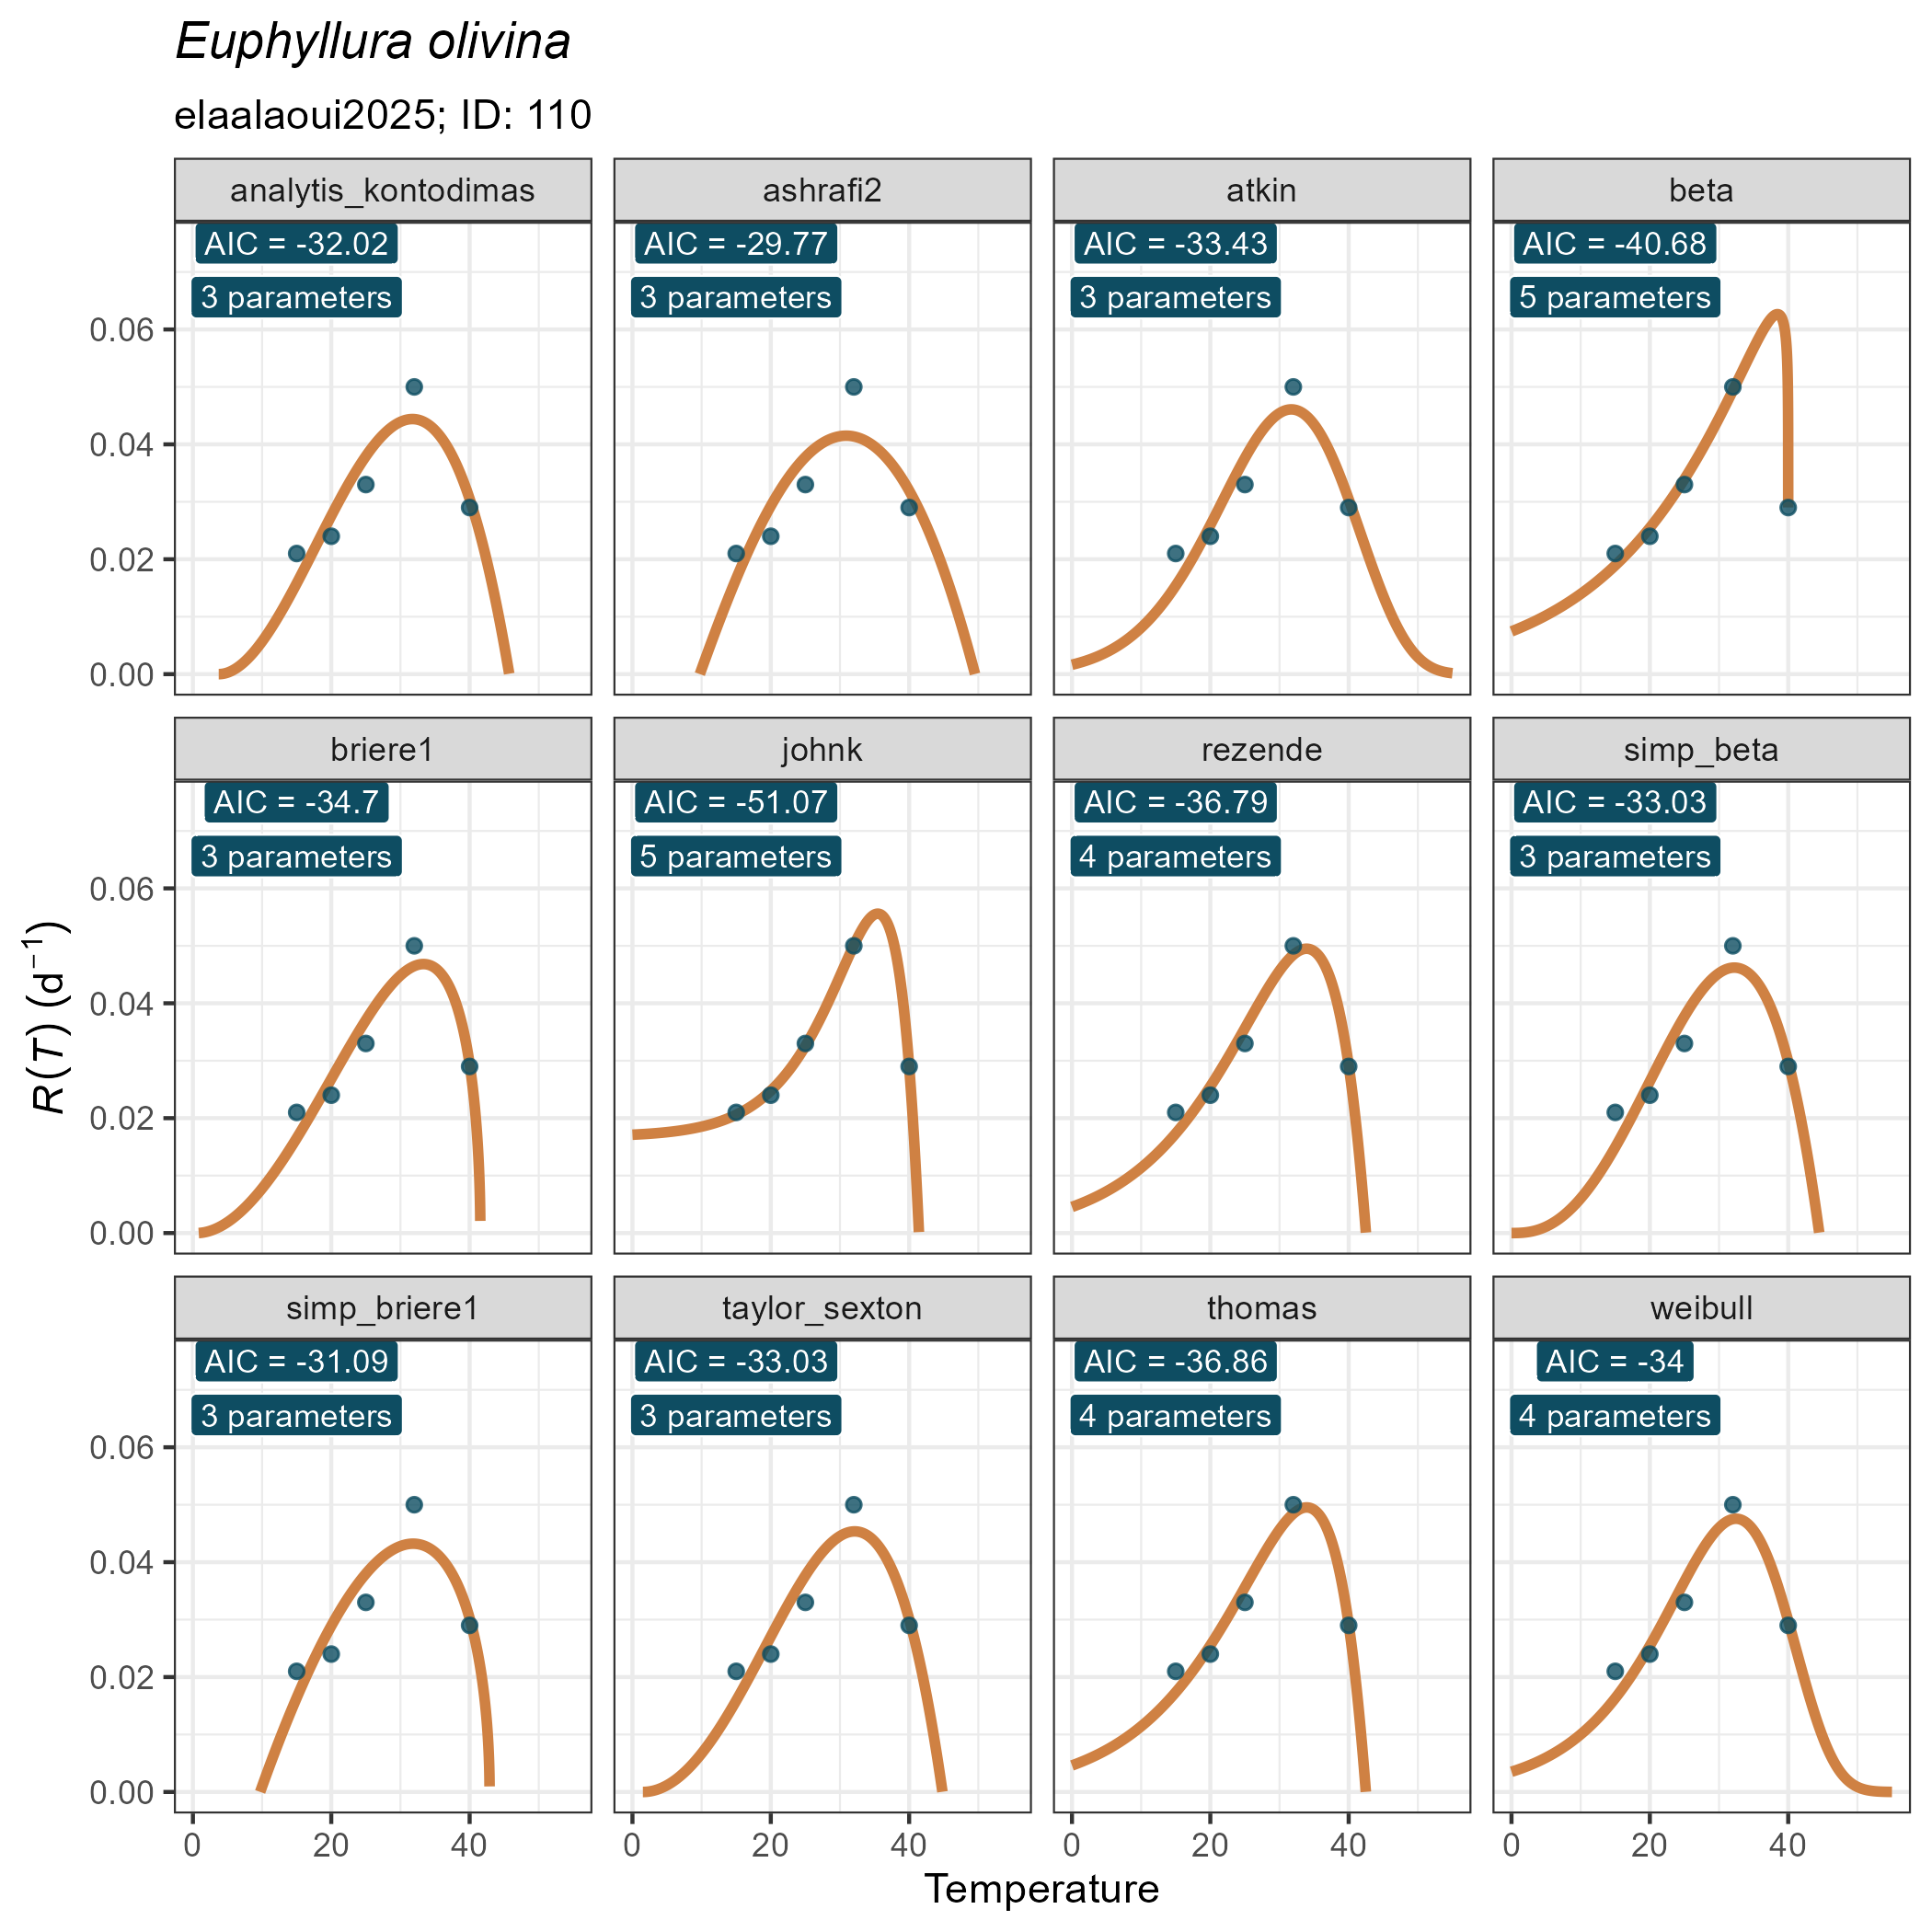 Euphyllura olivina
elaalaoui2025; ID: 110
analytis_kontodimas
ashrafi2
atkin
beta
AIC = -32.02
3 parameters
AIC = -29.77
3 parameters
AIC = -33.43
3 parameters
AIC = -40.68
5 parameters
0.06
0.04
0.02
0.00
briere1
johnk
rezende
simp_beta
AIC = -34.7
3 parameters
AIC = -51.07
5 parameters
AIC = -36.79
4 parameters
AIC = -33.03
3 parameters
0.06
0.04
0.02
0.00
simp_briere1
taylor_sexton
thomas
weibull
AIC = -31.09
3 parameters
AIC = -33.03
3 parameters
AIC = -36.86
4 parameters
AIC = -34
4 parameters
0.06
0.04
0.02
0.00
0 20 40
0 20 40
0 20 40
0 20 40
Temperature
R(T) (d⁻¹)